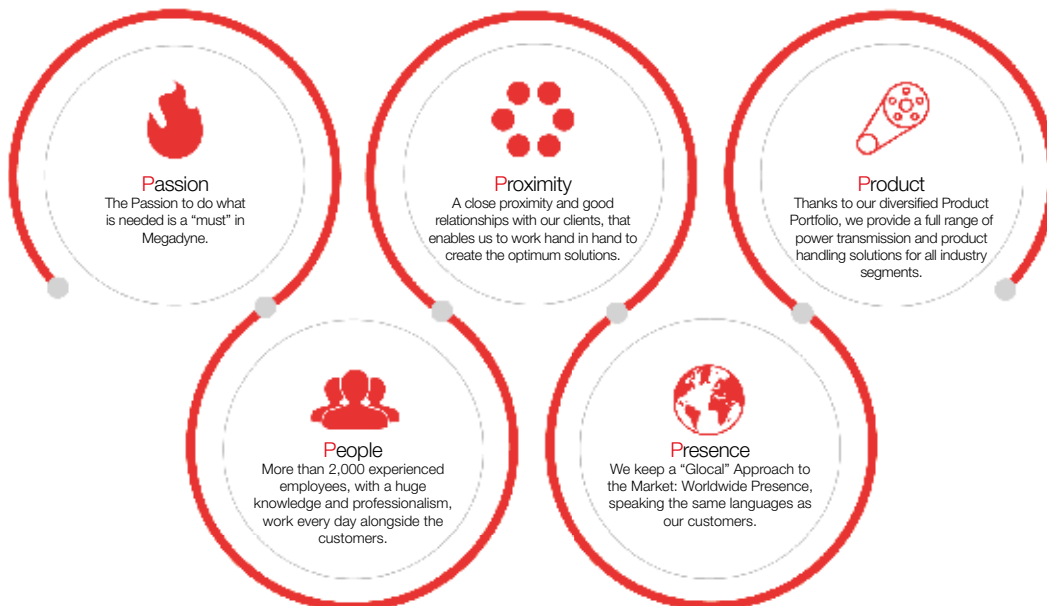 Passion
The Passion to do what
is needed is a “must” in
Megadyne.
Proximity
A close proximity and good
relationships with our clients, that
enables us to work hand in hand to
create the optimum solutions.
Product
Thanks to our diversified Product
Portfolio, we provide a full range of
power transmission and product
handling solutions for all industry
segments.
People
More than 2,000 experienced
employees, with a huge
knowledge and professionalism,
work every day alongside the
customers.
Presence
We keep a “Glocal” Approach to
the Market: Worldwide Presence,
speaking the same languages as
our customers.